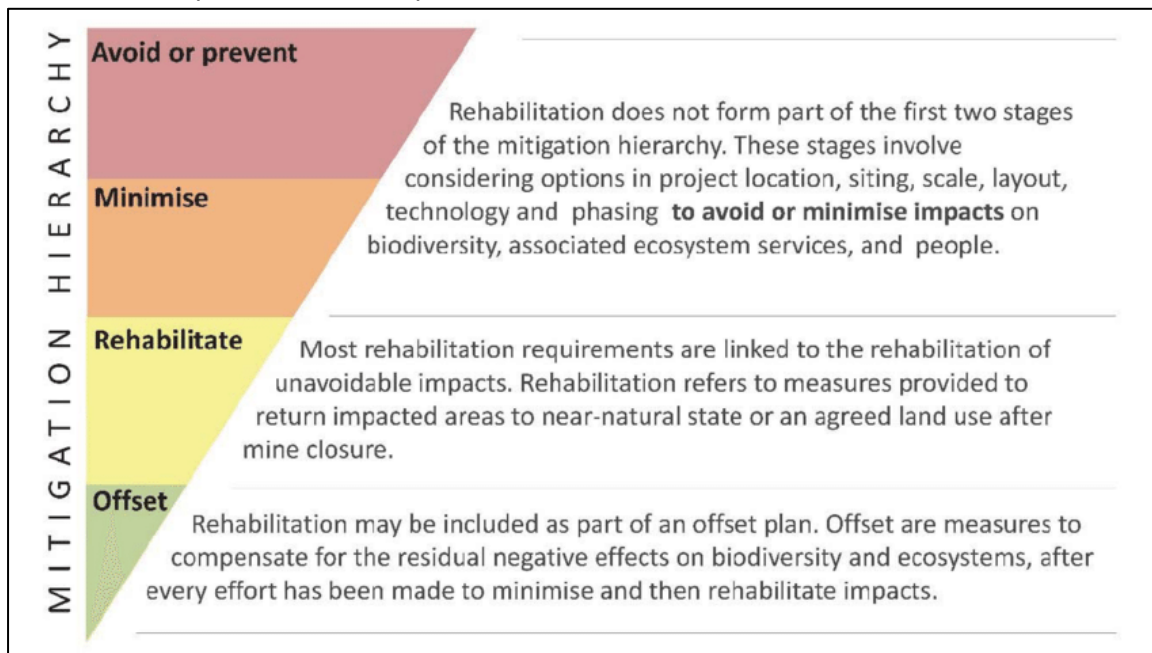 MITIGATION HIERARCHY
Avoid or prevent
Rehabilitation does not form part of the first two stages
of the mitigation hierarchy. These stages involve
considering options in project location, siting, scale, layout,
Minimise
technology and phasing to avoid or minimise impacts on
biodiversity, associated ecosystem services, and people.
Rehabilitate
Most rehabilitation requirements are linked to the rehabilitation of
unavoidable impacts. Rehabilitation refers to measures provided to
return impacted areas to near-natural state or an agreed land use after
mine closure.
Offset
Rehabilitation may be included as part of an offset plan. Offset are measures to
compensate for the residual negative effects on biodiversity and ecosystems, after
every effort has been made to minimise and then rehabilitate impacts.